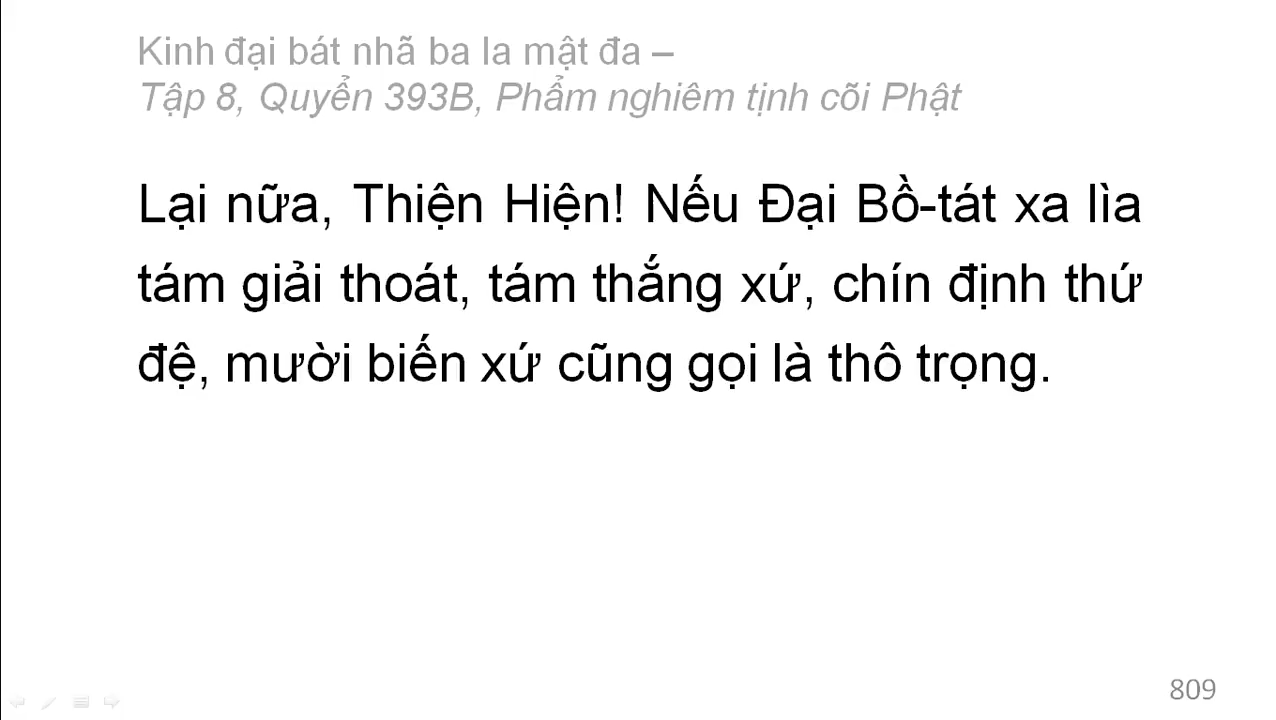 Kinh đại bát nhã ba la mật đa –
Tập 8, Quyển 393B, Phẩm nghiêm tịnh cõi Phật
Lại nữa, Thiện Hiện! Nếu Đại Bồ-tát xa lìa
tám giải thoát, tám thắng xứ, chín định thứ
đệ, mười biến xứ cũng gọi là thô trọng.
809